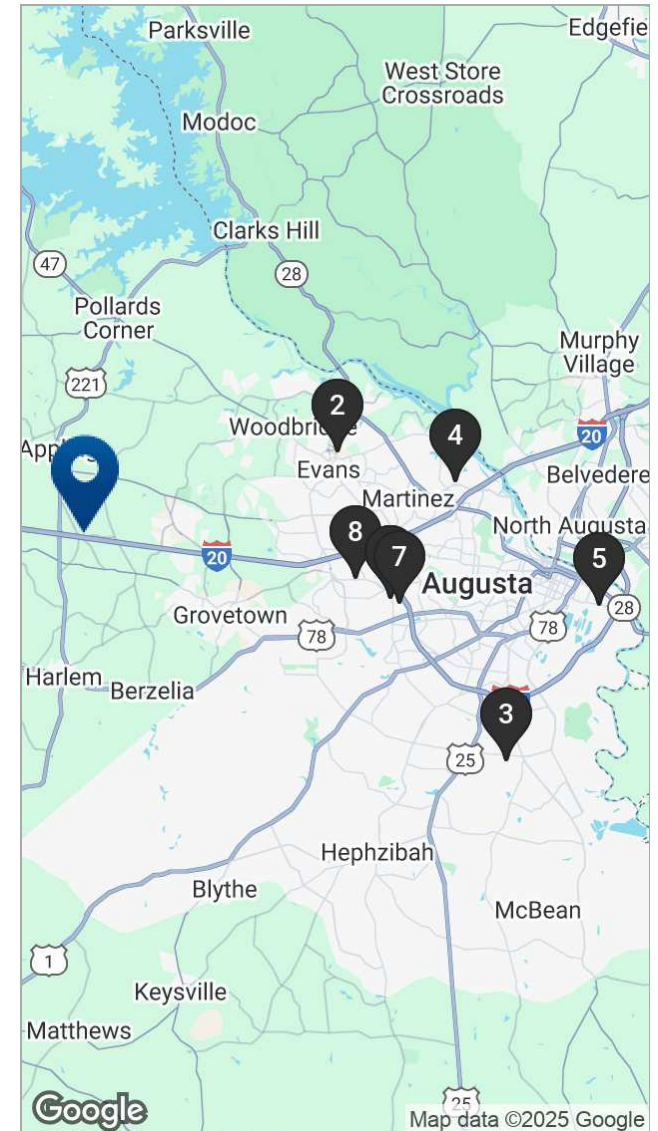 Parksville
Edgefie
West Store
Crossroads
Modoc
Clarks Hill
47
28
Pollards
Corner
Murphy
Village
221
2
Woodbri
20
4
Evans
Belvedere
Martinez
North Augusta
8
5
20
7
Augusta
28
Grovetown
78
78
Harlem
Berzelia
3
25
Hephzibah
Blythe
McBean
1
Keysville
Matthews
25
Google
Map data ©2025 Google